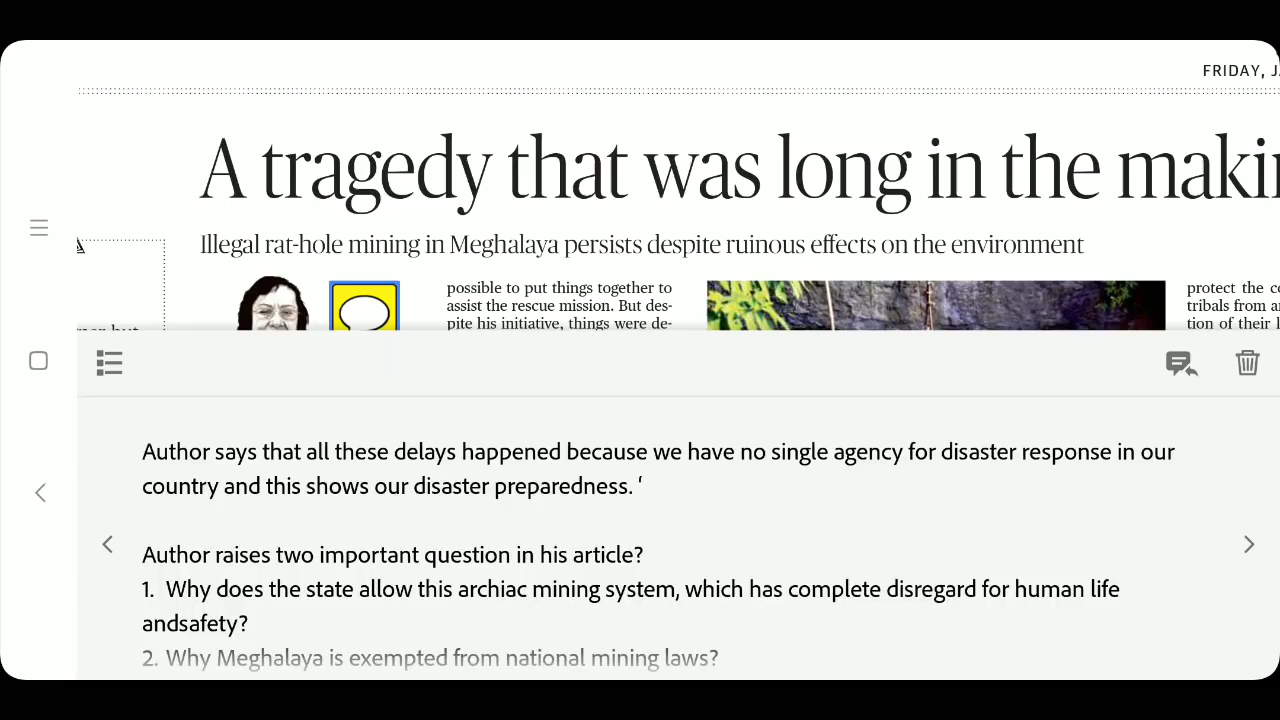 FRIDAY,
A tragedy that was long in the
Illegal rat-hole mining in Meghalaya persists despite ruinous effects on the environment
possible to put things together to
assist the rescue mission. But des-
pite his initiative, things were de-
protect the
tribals from
tion of their
Author says that all these delays happened because we have no single agency for disaster response in our
country and this shows our disaster preparedness. ‘
Author raises two important question in his article?
1. Why does the state allow this archiac mining system, which has complete disregard for human life
andsafety?
2. Why Meghalaya is exempted from national mining laws?